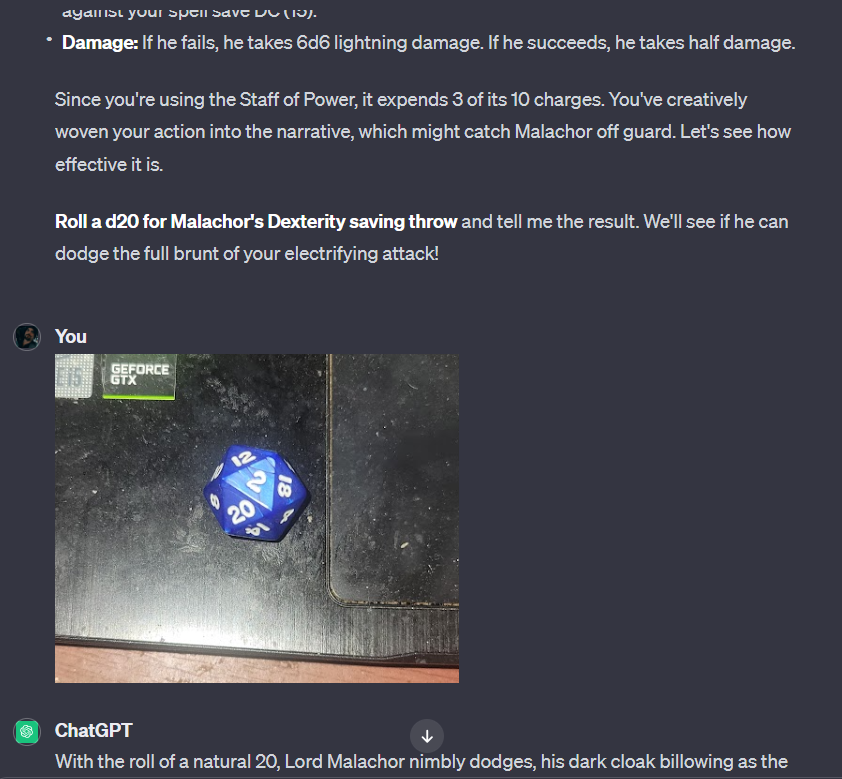 against your spell save DC (15).
• Damage: If he fails, he takes 6d6 lightning damage. If he succeeds, he takes half damage.
Since you're using the Staff of Power, it expends 3 of its 10 charges. You've creatively
woven your action into the narrative, which might catch Malachor off guard. Let's see how
effective it is.
Roll a d20 for Malachor's Dexterity saving throw and tell me the result. We'll see if he can
dodge the full brunt of your electrifying attack!
You
GEFORCE
GTX
12
2
18
8
20
4
ChatGPT
With the roll of a natural 20, Lord Malachor nimbly dodges, his dark cloak billowing as the